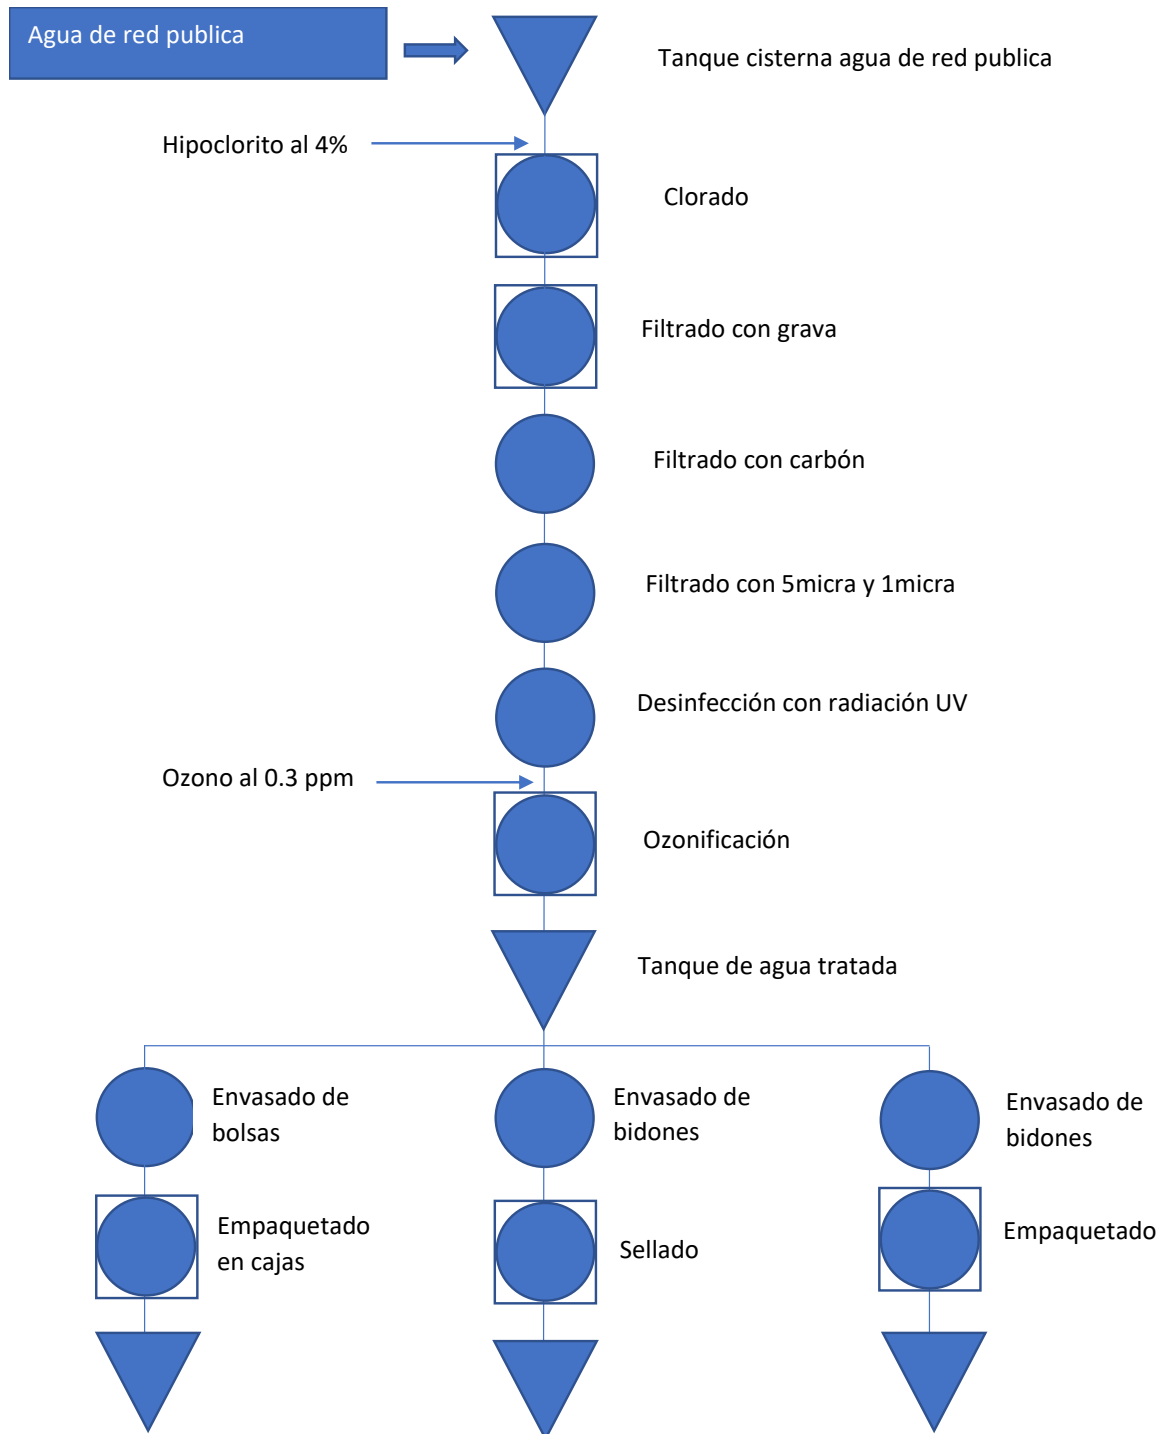 Agua de red publica
Tanque cisterna agua de red publica
Hipoclorito al 4%
Clorado
Filtrado con grava
Filtrado con carbón
Filtrado con 5micra y 1micra
Desinfección con radiación UV
Ozono al 0.3 ppm
Ozonificación
Tanque de agua tratada
Envasado de
bolsas
Envasado de
bidones
Envasado de
bidones
Empaquetado
en cajas
Sellado
Empaquetado